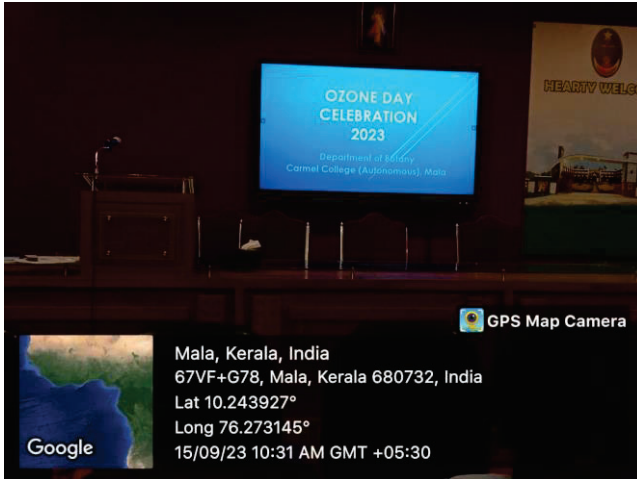 OZONE DAY
CELEBRATION
2023
Department of Botany
Carmel College (Autonomous), Mala
HEARTY WELCO
GPS Map Camera
Mala, Kerala, India
67VF+G78, Mala, Kerala 680732, India
Lat 10.243927°
Long 76.273145°
15/09/23 10:31 AM GMT +05:30
Google